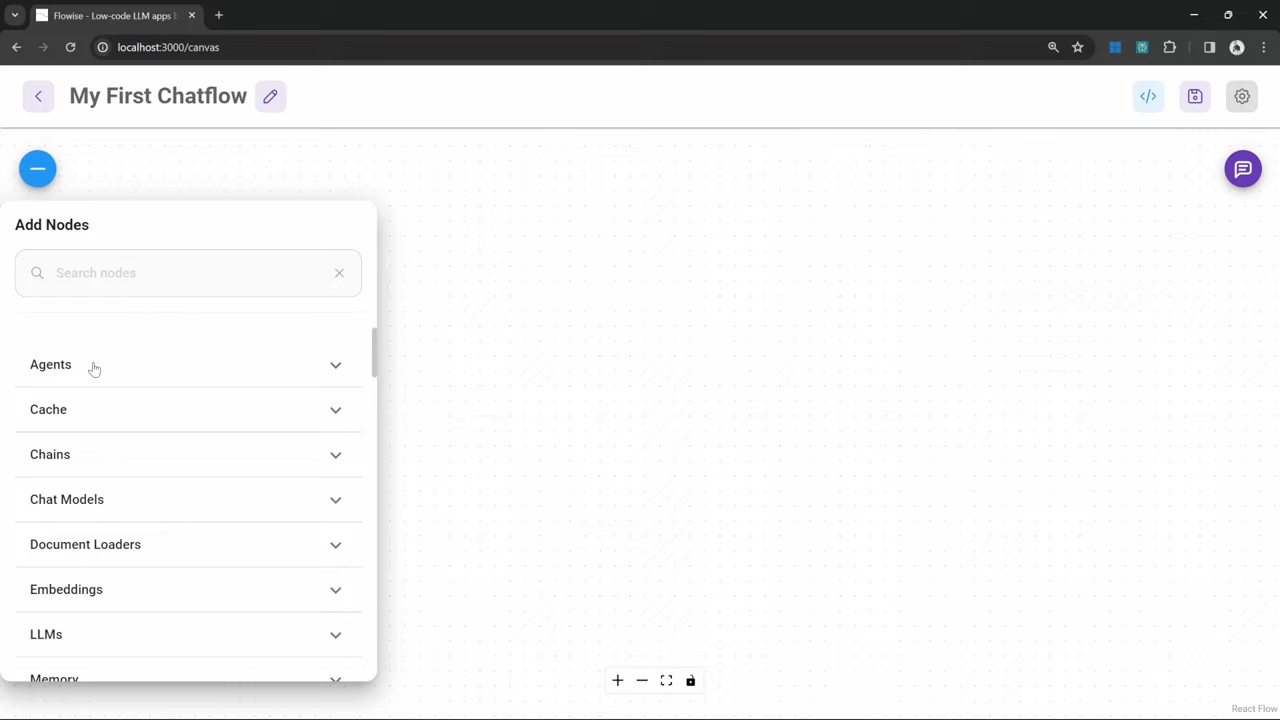 Flowise - Low-code LLM apps b
localhost:3000/canvas
My First Chatflow
</>
Add Nodes
Search nodes
Agents
Cache
Chains
Chat Models
Document Loaders
Embeddings
LLMs
Memory
React Flow